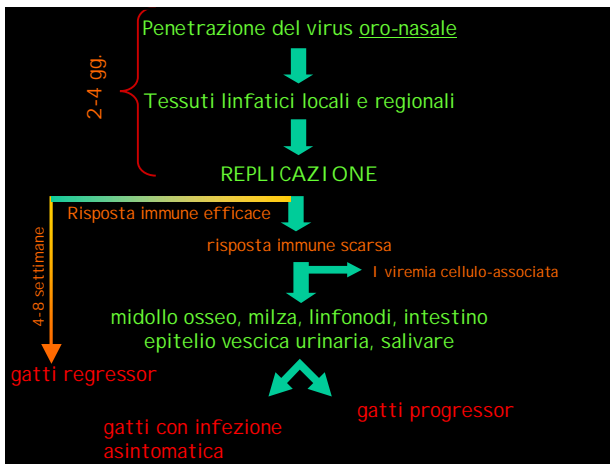 Penetrazione del virus oro-nasale
2-4 gg.
Tessuti linfatici locali e regionali
REPLICAZIONE
Risposta immune efficace
risposta immune scarsa
I viremia cellulo-associata
4-8 settimane
midollo osseo, milza, linfonodi, intestino
epitelio vescica urinaria, salivare
gatti regressor
gatti progressor
gatti con infezione
asintomatica